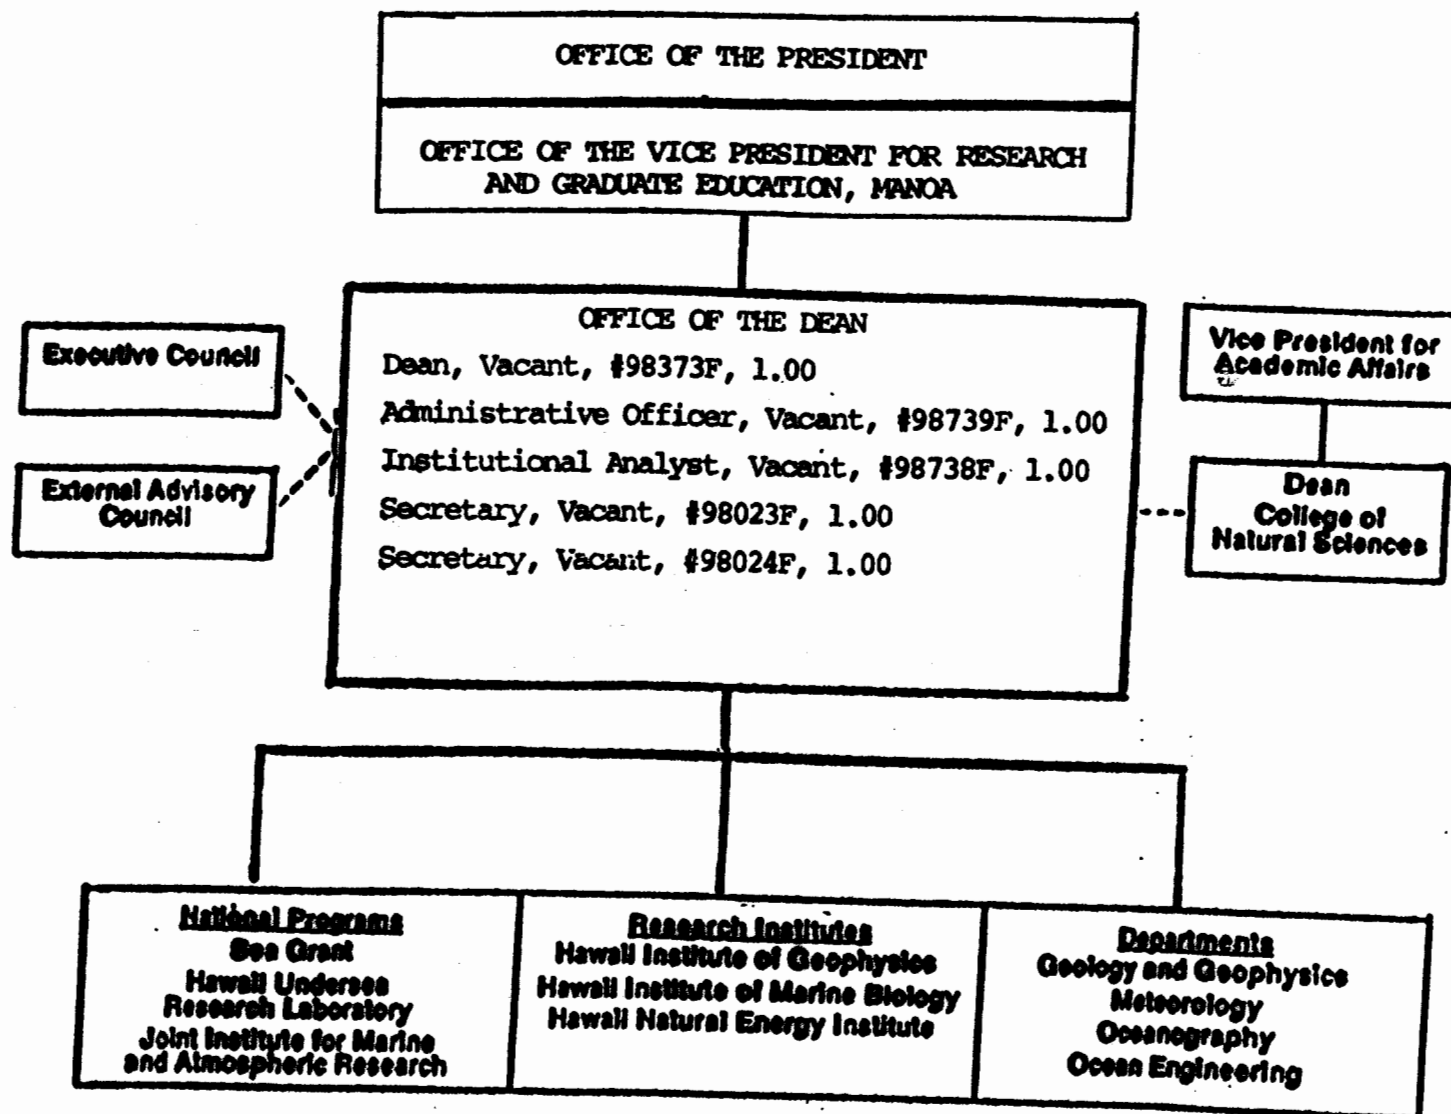 OFFICE OF THE PRESIDENT
OFFICE OF THE VICE PRESIDENT FOR RESEARCH
AND GRADUATE EDUCATION, MANOA
OFFICE OF THE DEAN
Dean, Vacant, #98373F, 1.00
Administrative Officer, Vacant, #98739F, 1.00
Institutional Analyst, Vacant, #98738F, 1.00
Secretary, Vacant, #98023F, 1.00
Secretary, Vacant, #98024F, 1.00
Executive Council
External Advisory
Council
Vice President for
Academic Affairs
Dean
College of
Natural Sciences
National Programs
Sea Grant
Hawaii Undersea
Research Laboratory
Joint Institute for Marine
and Atmospheric Research
Research Institutes
Hawaii Institute of Geophysics
Hawaii Institute of Marine Biology
Hawaii Natural Energy Institute
Departments
Geology and Geophysics
Meteorology
Oceanography
Ocean Engineering